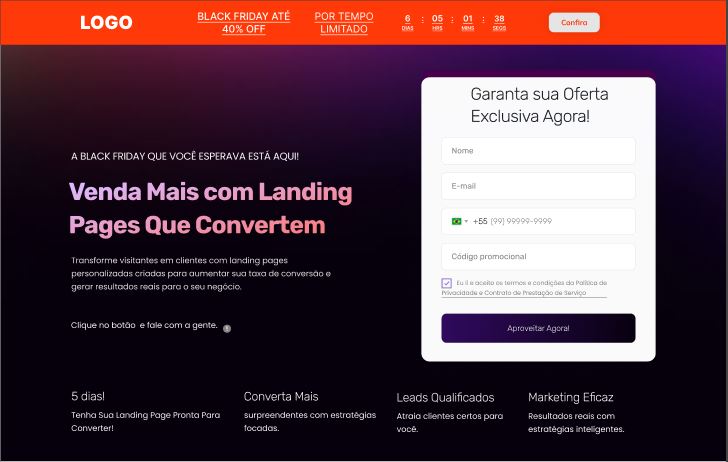 LOGO
BLACK FRIDAY ATÉ
40% OFF
POR TEMPO
LIMITADO
6 : 05 : 01 : 38
DIAS HRS MINS SEGS
Confira
Garanta sua Oferta
Exclusiva Agora!
Nome
E-mail
+55 (99) 99999-9999
Código promocional
Eu li e aceito os termos e condições da Política de
Privacidade e Contrato de Prestação de Serviço
Aproveitar Agora!
A BLACK FRIDAY QUE VOCÊ ESPERAVA ESTÁ AQUI!
Venda Mais com Landing
Pages Que Convertem
Transforme visitantes em clientes com landing pages
personalizadas criadas para aumentar sua taxa de conversão e
gerar resultados reais para o seu negócio.
Clique no botão e fale com a gente.
5 dias!
Tenha Sua Landing Page Pronta Para
Converter!
Converta Mais
surpreendentes com estratégias
focadas.
Leads Qualificados
Atraia clientes certos para
você.
Marketing Eficaz
Resultados reais com
estratégias inteligentes.